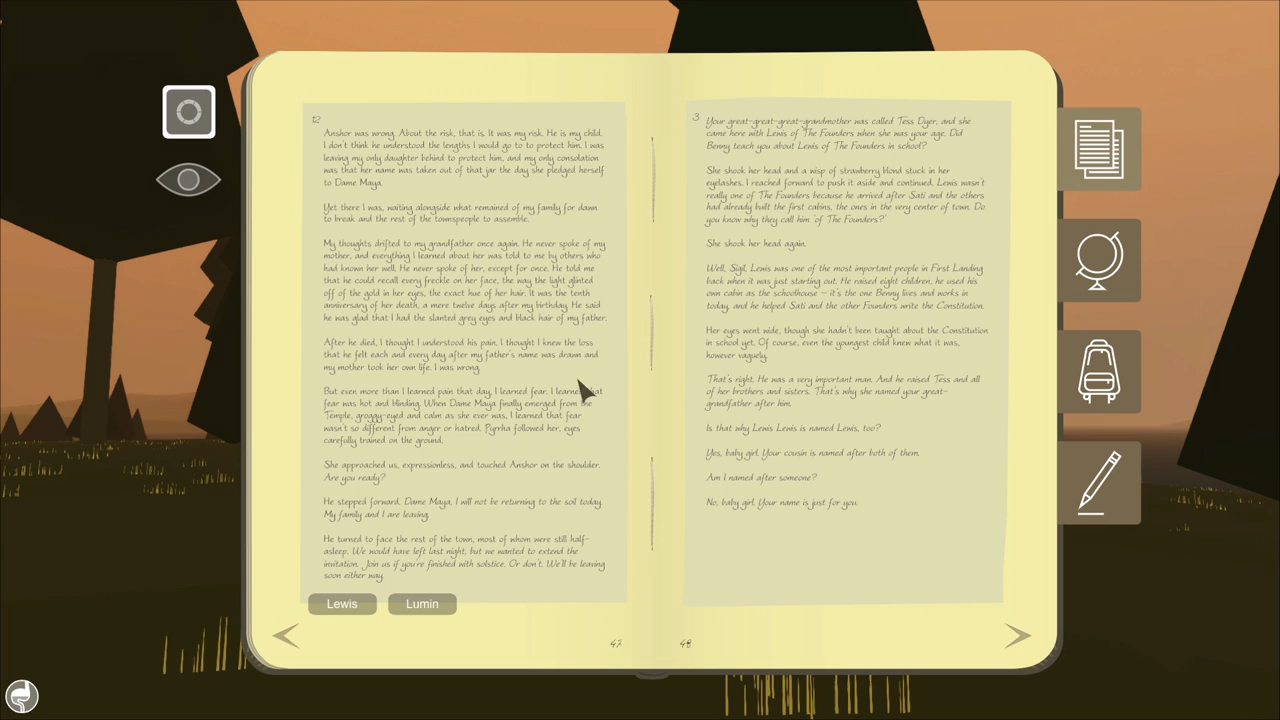 12
Anshor was wrong. About the risk, that is. It was my risk. He is my child.
I don't think he understood the lengths I would go to to protect him. I was
leaving my only daughter behind to protect him, and my only consolation
was that her name was taken out of that jar the day she pledged herself
to Dame Maya.
Yet there I was, waiting alongside what remained of my family for dawn
to break and the rest of the townspeople to assemble.
My thoughts drifted to my grandfather once again. He never spoke of my
mother, and everything I learned about her was told to me by others who
had known her well. He never spoke of her, except for once. He told me
that he could recall every freckle on her face, the way the light glinted
off of the gold in her eyes, the exact hue of her hair. It was the tenth
anniversary of her death, a mere twelve days after my birthday. He said
he was glad that I had the slanted grey eyes and black hair of my father.
After he died, I thought I understood his pain, I thought I knew the loss
that he felt each and every day after my father's name was drawn and
my mother took her own life. I was wrong.
But even more than I learned pain that day, I learned fear. I learned that
fear was hot and blinding. When Dame Maya finally emerged from the
Temple, groggy-eyed and calm as she ever was, I learned that fear
wasn't so different from anger or hatred. Pyrrha followed her, eyes
carefully trained on the ground.
She approached us, expressionless, and touched Anshor on the shoulder.
Are you ready?
He stepped forward. Dame Maya, I will not be returning to the soil today.
My family and I are leaving.
He turned to face the rest of the town, most of whom were still half-
asleep. We would have left last night, but we wanted to extend the
invitation. Join us if you're finished with solstice. Or don't. We'll be leaving
soon either way.
Lewis
Lumin
47
3
Your great-great-great-grandmother was called Tess Dyer, and she
came here with Lewis of The Founders when she was your age. Did
Benny teach you about Lewis of The Founders in school?
She shook her head and a wisp of strawberry blond stuck in her
eyelashes. I reached forward to push it aside and continued. Lewis wasn't
really one of The Founders because he arrived after Sati and the others
had already built the first cabins, the ones in the very center of town. Do
you know why they call him 'of The Founders?'
She shook her head again.
Well, Sigil, Lewis was one of the most important people in First Landing
back when it was just starting out. He raised eight children, he used his
own cabin as the schoolhouse – it's the one Benny lives and works in
today, and he helped Sati and the other Founders write the Constitution.
Her eyes went wide, though she hadn't been taught about the Constitution
in school yet. Of course, even the youngest child knew what it was,
however vaguely.
That's right. He was a very important man. And he raised Tess and all
of her brothers and sisters. That's why she named your great-
grandfather after him.
Is that why Lewis Lewis is named Lewis, too?
Yes, baby girl. Your cousin is named after both of them.
Am I named after someone?
No, baby girl. Your name is just for you.
48